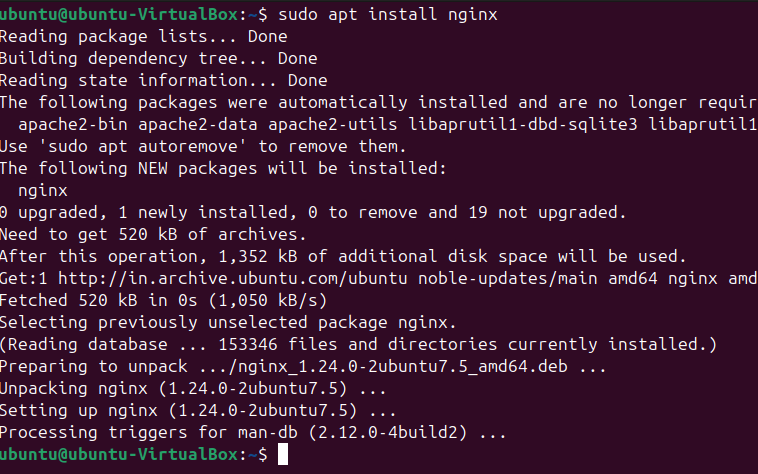 ubuntu@ubuntu-VirtualBox:~$ sudo apt install nginx
Reading package lists... Done
Building dependency tree... Done
Reading state information... Done
The following packages were automatically installed and are no longer requir
  apache2-bin apache2-data apache2-utils libaprutil1-dbd-sqlite3 libaprutil1
Use 'sudo apt autoremove' to remove them.
The following NEW packages will be installed:
  nginx
0 upgraded, 1 newly installed, 0 to remove and 19 not upgraded.
Need to get 520 kB of archives.
After this operation, 1,352 kB of additional disk space will be used.
Get:1 http://in.archive.ubuntu.com/ubuntu noble-updates/main amd64 nginx amd
Fetched 520 kB in 0s (1,050 kB/s)
Selecting previously unselected package nginx.
(Reading database ... 153346 files and directories currently installed.)
Preparing to unpack .../nginx_1.24.0-2ubuntu7.5_amd64.deb ...
Unpacking nginx (1.24.0-2ubuntu7.5) ...
Setting up nginx (1.24.0-2ubuntu7.5) ...
Processing triggers for man-db (2.12.0-4build2) ...
ubuntu@ubuntu-VirtualBox:~$